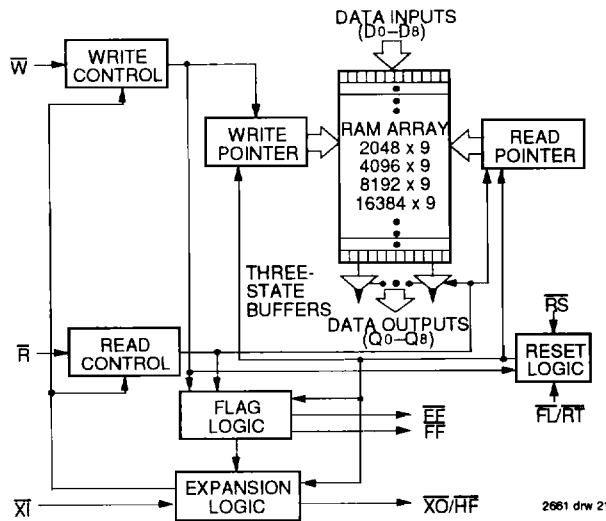 DATA INPUTS
(D0–D8)
W
WRITE
CONTROL
WRITE
POINTER
RAM ARRAY
2048 x 9
4096 x 9
8192 x 9
16384 x 9
READ
POINTER
THREE-
STATE
BUFFERS
DATA OUTPUTS
(Q0–Q8)
RS
R
READ
CONTROL
RESET
LOGIC
FLAG
LOGIC
EF
FF
FL/RT
XI
EXPANSION
LOGIC
XO/HF
2661 drw 21